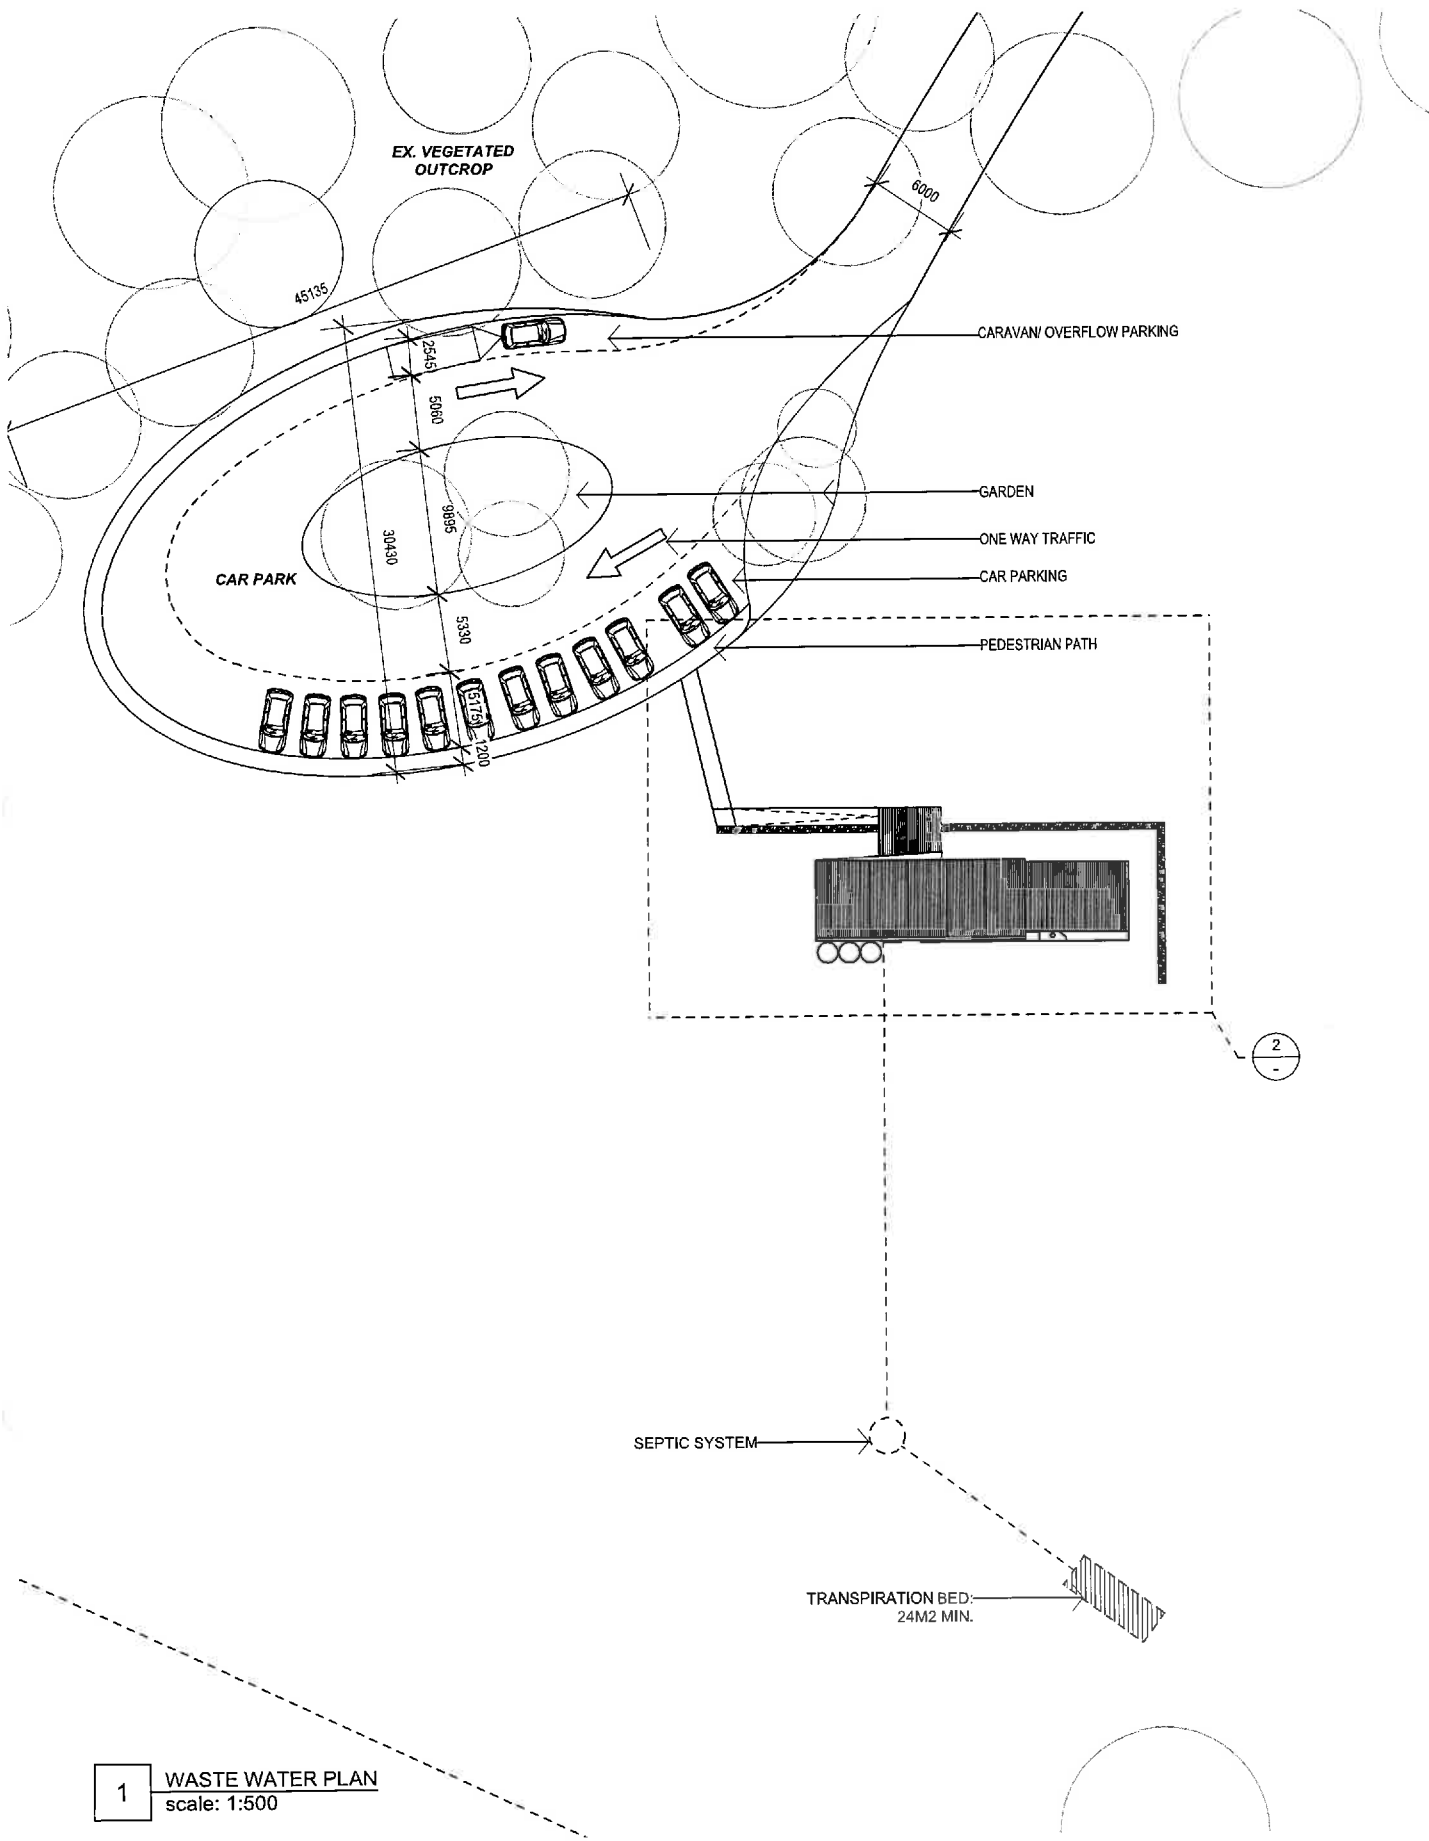 EX. VEGETATED
OUTCROP
6000
45135
CARAVAN/ OVERFLOW PARKING
2545
5060
GARDEN
9895
30430
ONE WAY TRAFFIC
CAR PARK
CAR PARKING
5330
PEDESTRIAN PATH
5175
1200
2
-
SEPTIC SYSTEM
TRANSPIRATION BED:
24M2 MIN.
1
WASTE WATER PLAN
scale: 1:500